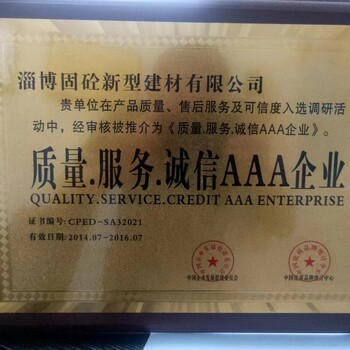 淄博固砼新型建材有限公司
贵单位在产品质量、售后服务及可信度入选调研活
动中，经审核被推介为《质量.服务.诚信AAA企业》。
质量.服务.诚信AAA企业
QUALITY.SERVICE.CREDIT AAA ENTERPRISE
证书编号:CPED-SA32021
有效日期:2014.07-2016.07